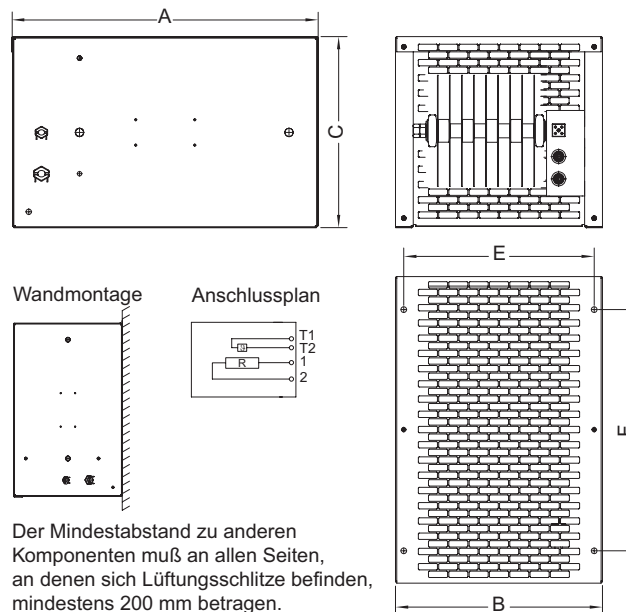 A
C
E
Wandmontage
Anschlussplan
T1
T2
ϑ
R
1
2
F
B
Der Mindestabstand zu anderen
Komponenten muß an allen Seiten,
an denen sich Lüftungsschlitze befinden,
mindestens 200 mm betragen.